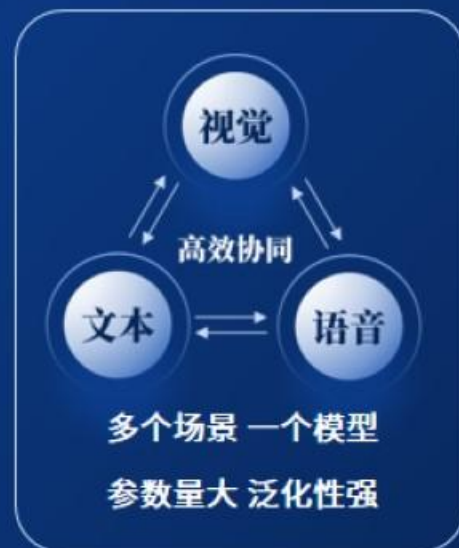 视觉
高效协同
文本
语音
多个场景 一个模型
参数量大 泛化性强